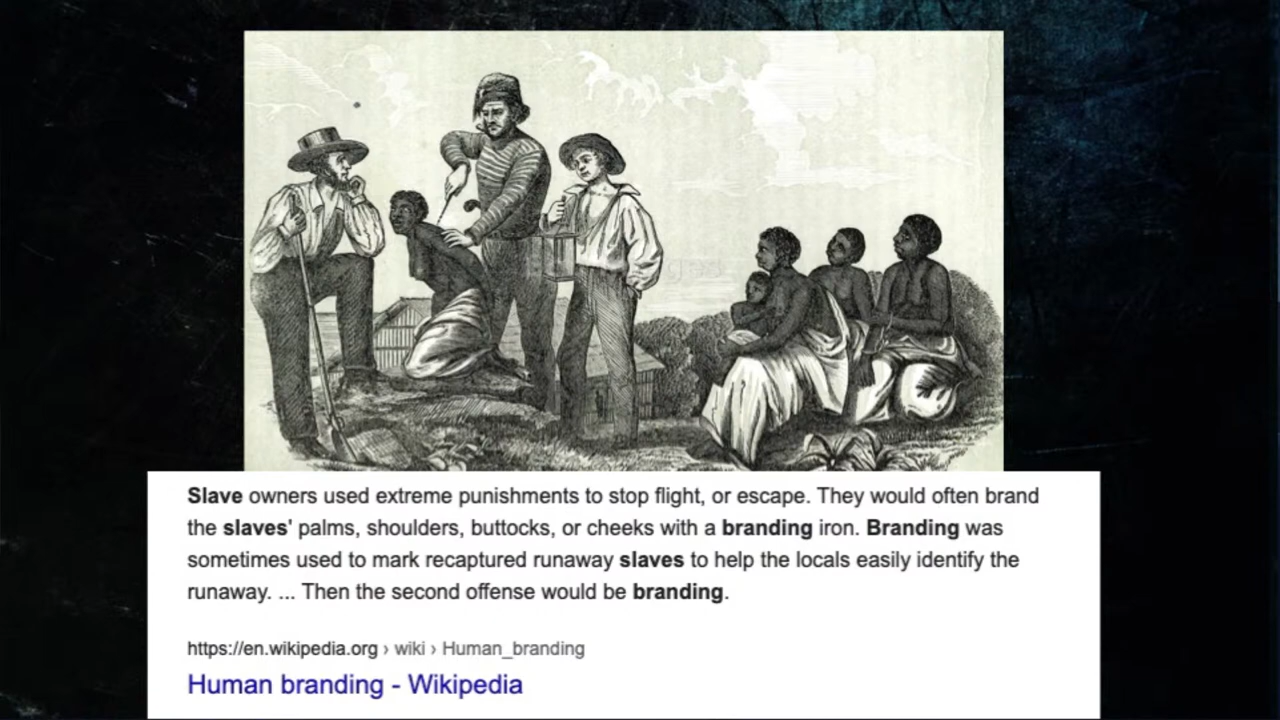 Slave owners used extreme punishments to stop flight, or escape. They would often brand
the slaves' palms, shoulders, buttocks, or cheeks with a branding iron. Branding was
sometimes used to mark recaptured runaway slaves to help the locals easily identify the
runaway. ... Then the second offense would be branding.
https://en.wikipedia.org › wiki › Human_branding
Human branding - Wikipedia